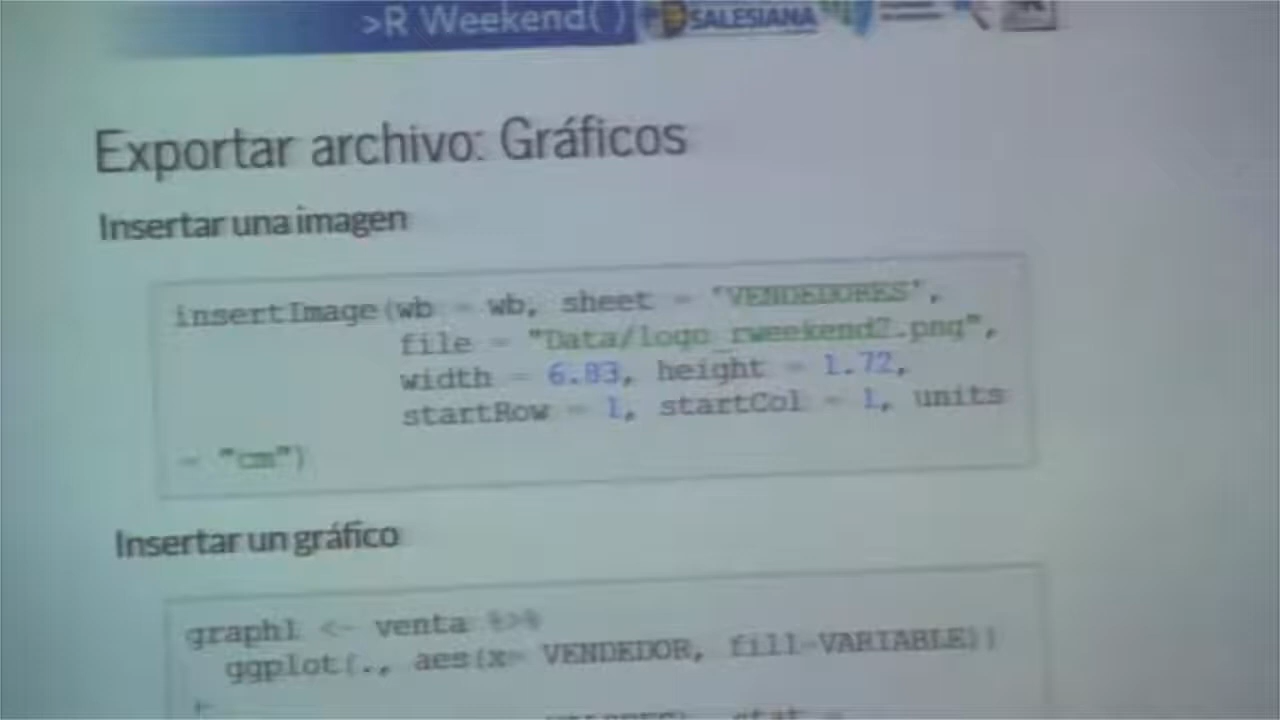 >R Weekend()
SALESIANA
Exportar archivo: Gráficos
Insertar una imagen
insertImage(wb = wb, sheet = "VENDEDORES",
file = "Data/logo_rweekend2.png",
width = 6.83, height = 1.72,
startRow = 1, startCol = 1, units
= "cm")
Insertar un gráfico
graph1 <- venta %>%
ggplot(., aes(x= VENDEDOR, fill=VARIABLE))
+
stat =